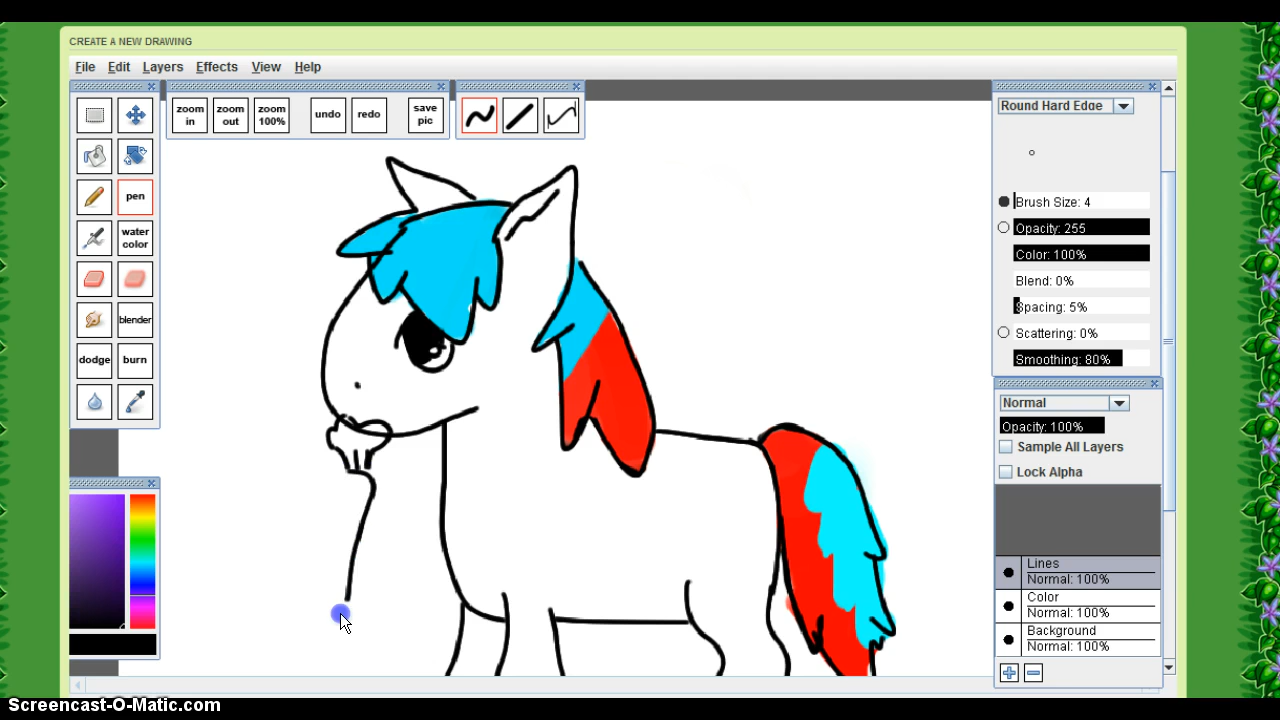 CREATE A NEW DRAWING
File Edit Layers Effects View Help
zoom in
zoom out
zoom 100%
undo
redo
save pic
pen
water color
blender
dodge
burn
Round Hard Edge
Brush Size: 4
Opacity: 255
Color: 100%
Blend: 0%
Spacing: 5%
Scattering: 0%
Smoothing: 80%
Normal
Opacity: 100%
Sample All Layers
Lock Alpha
Lines
Normal: 100%
Color
Normal: 100%
Background
Normal: 100%
Screencast-O-Matic.com